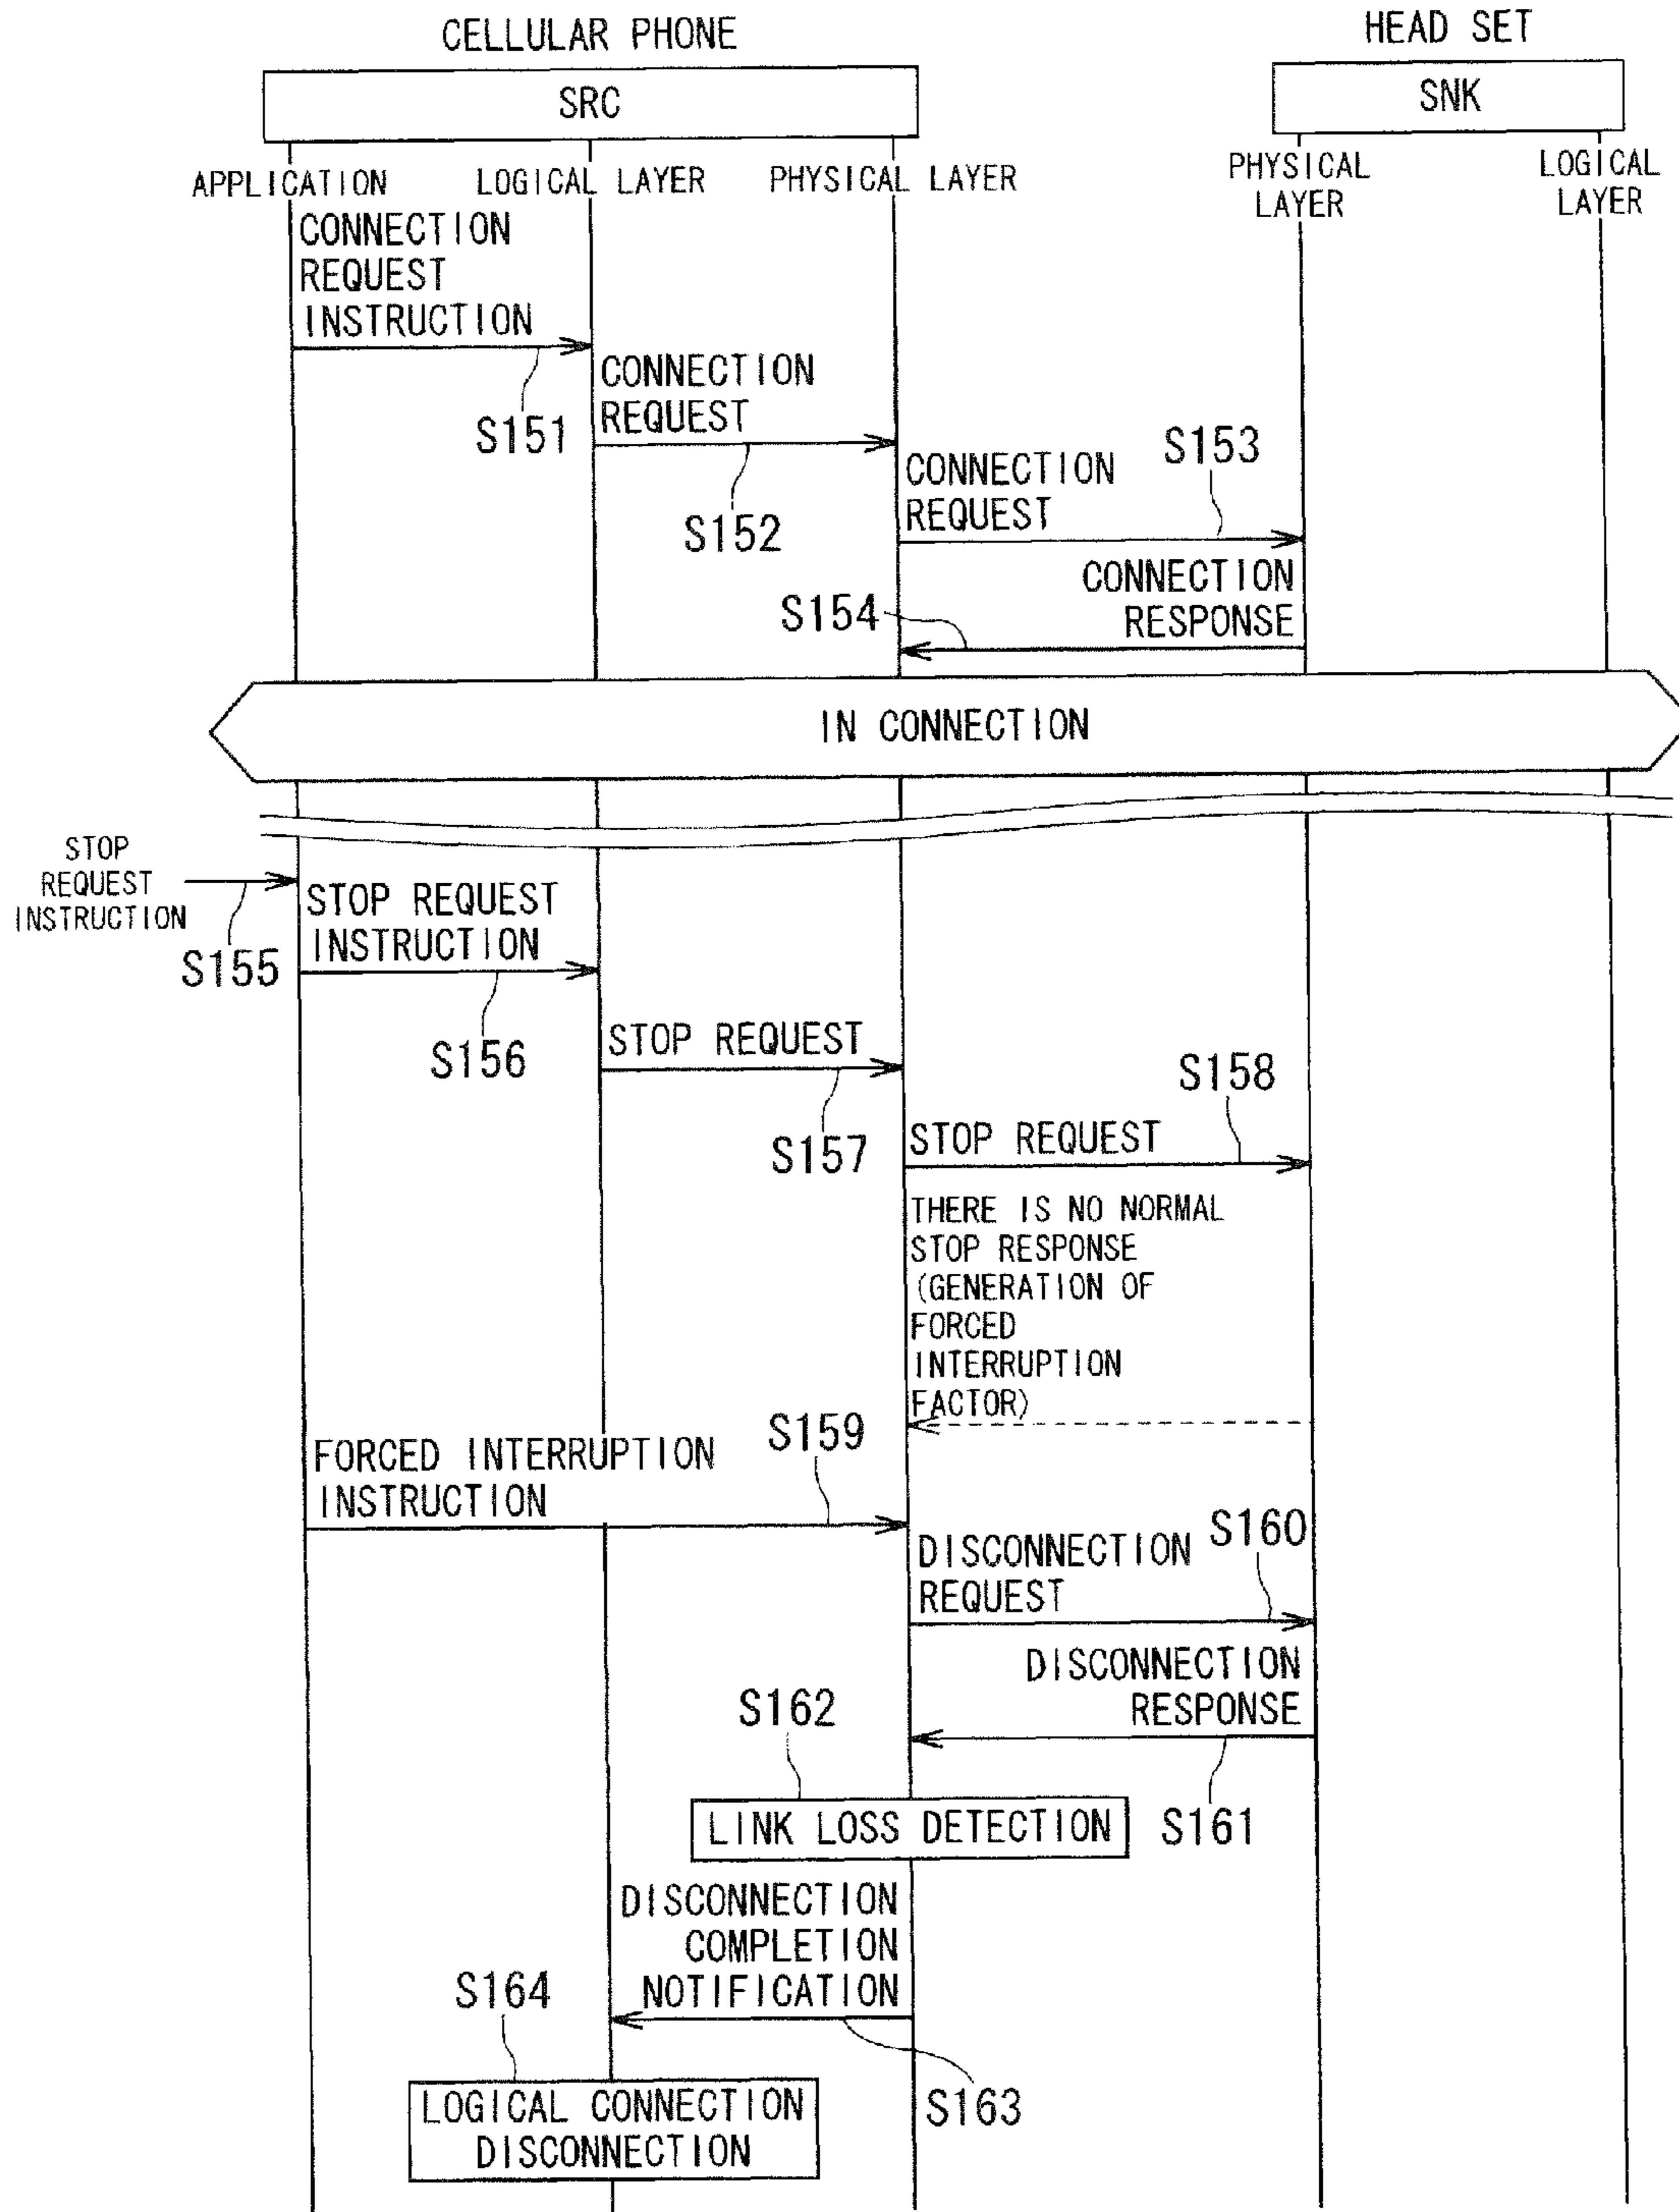 CELLULAR PHONE
HEAD SET
SRC
SNK
APPLICATION
LOGICAL LAYER
PHYSICAL LAYER
PHYSICAL
LAYER
LOGICAL
LAYER
CONNECTION
REQUEST
INSTRUCTION
S151
CONNECTION
REQUEST
S152
CONNECTION
REQUEST
S153
CONNECTION
RESPONSE
S154
IN CONNECTION
STOP
REQUEST
INSTRUCTION
S155
STOP REQUEST
INSTRUCTION
S156
STOP REQUEST
S157
S158
STOP REQUEST
THERE IS NO NORMAL
STOP RESPONSE
(GENERATION OF
FORCED
INTERRUPTION
FACTOR)
S159
FORCED INTERRUPTION
INSTRUCTION
S160
DISCONNECTION
REQUEST
DISCONNECTION
RESPONSE
S161
S162
LINK LOSS DETECTION
DISCONNECTION
COMPLETION
NOTIFICATION
S163
S164
LOGICAL CONNECTION
DISCONNECTION